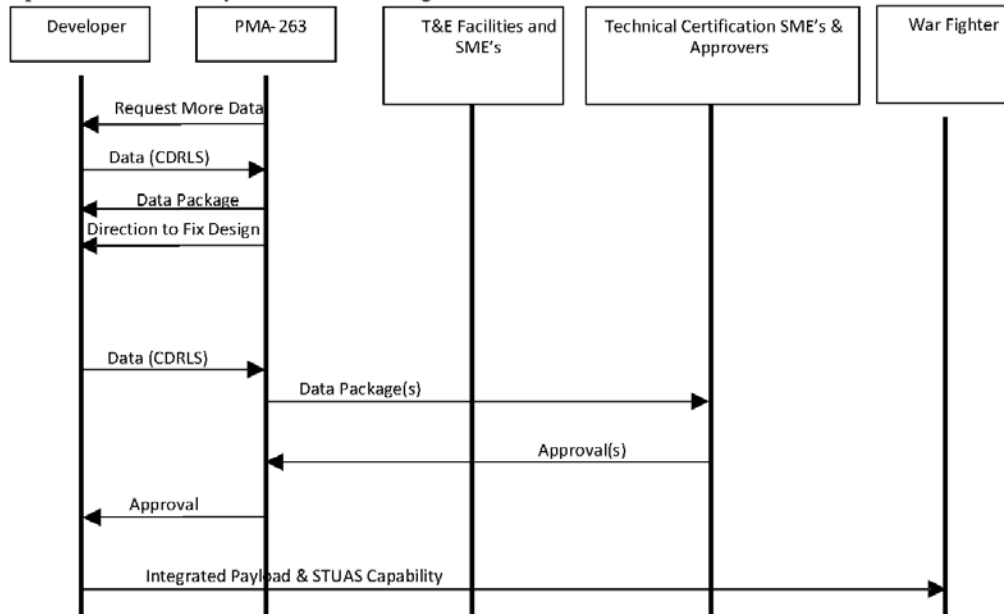 Developer
PMA-263
T&E Facilities and
SME's
Technical Certification SME's &
Approvers
War Fighter
Request More Data
Data (CDRLS)
Data Package
Direction to Fix Design
Data (CDRLS)
Data Package(s)
Approval(s)
Approval
Integrated Payload & STUAS Capability